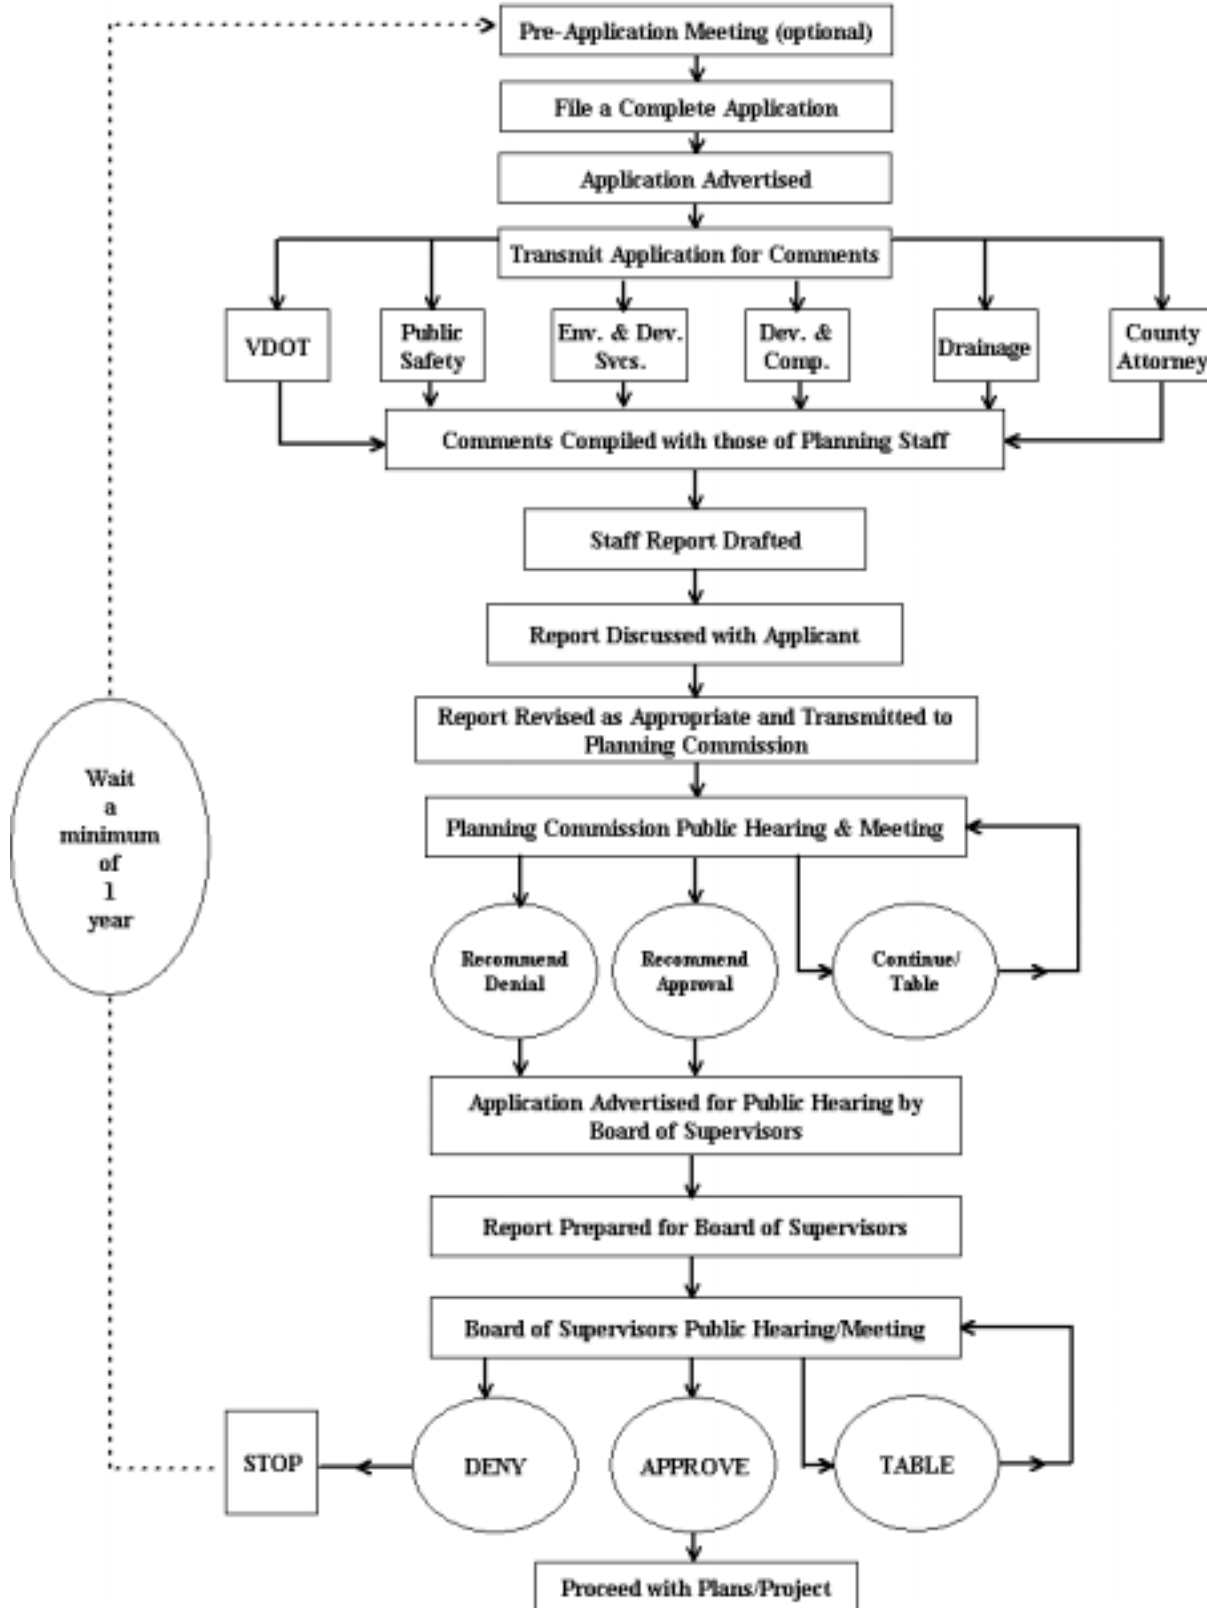 Pre-Application Meeting (optional)
File a Complete Application
Application Advertised
Transmit Application for Comments
VDOT
Public
Safety
Env. & Dev.
Svcs.
Dev. &
Comp.
Drainage
County
Attorney
Comments Compiled with those of Planning Staff
Staff Report Drafted
Report Discussed with Applicant
Report Revised as Appropriate and Transmitted to
Planning Commission
Wait
a
minimum
of
1
year
Planning Commission Public Hearing & Meeting
Recommend
Denial
Recommend
Approval
Continue/
Table
Application Advertised for Public Hearing by
Board of Supervisors
Report Prepared for Board of Supervisors
Board of Supervisors Public Hearing/Meeting
STOP
DENY
APPROVE
TABLE
Proceed with Plans/Project